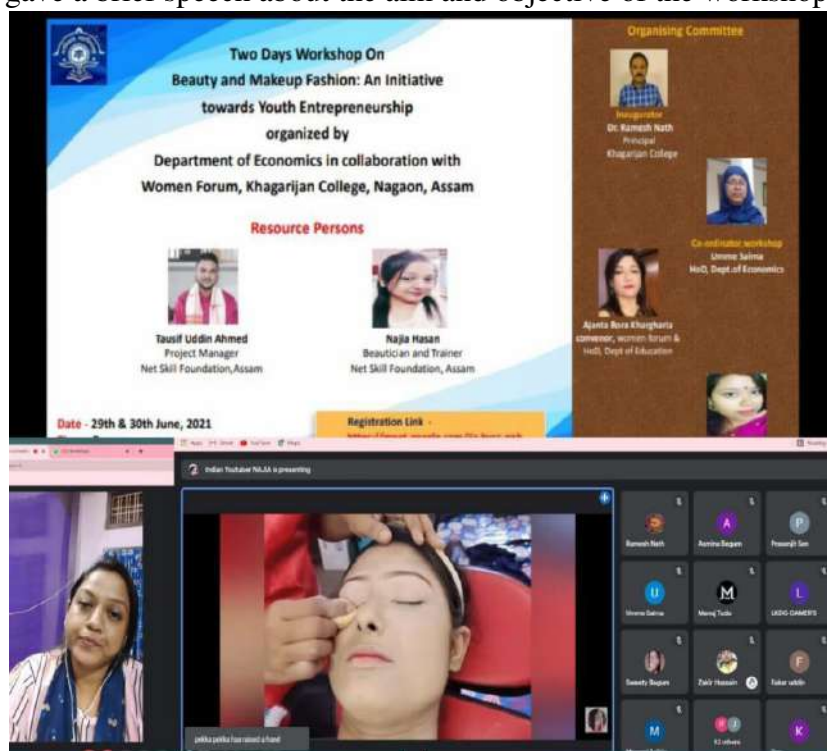 gave a brief speech about the aim and objective of the workshop
Two Days Workshop On
Beauty and Makeup Fashion: An Initiative
towards Youth Entrepreneurship
organized by
Department of Economics in collaboration with
Women Forum, Khagarijan College, Nagaon, Assam
Resource Persons
Tausif Uddin Ahmed
Project Manager
Net Skill Foundation,Assam
Najia Hasan
Beautician and Trainer
Net Skill Foundation, Assam
Date - 29th & 30th June, 2021
Registration Link -
Organising Committee
Inaugurator
Dr. Ramesh Nath
Principal
Khagarijan College
Co-ordinator,workshop
Umme Salma
HoD, Dept.of Economics
Ajanta Bora Khargharia
convenor, women forum &
HoD, Dept of Education
Indian Youtuber NAJIA is presenting
Ramesh Nath
Asmina Begum
Prasenjit Sen
Umme Salma
Manoj Tudu
LKDG GAMER'S
Sweety Begum
Zakir Hussain
Fakar uddin
pekka pekka has raised a hand
42 others